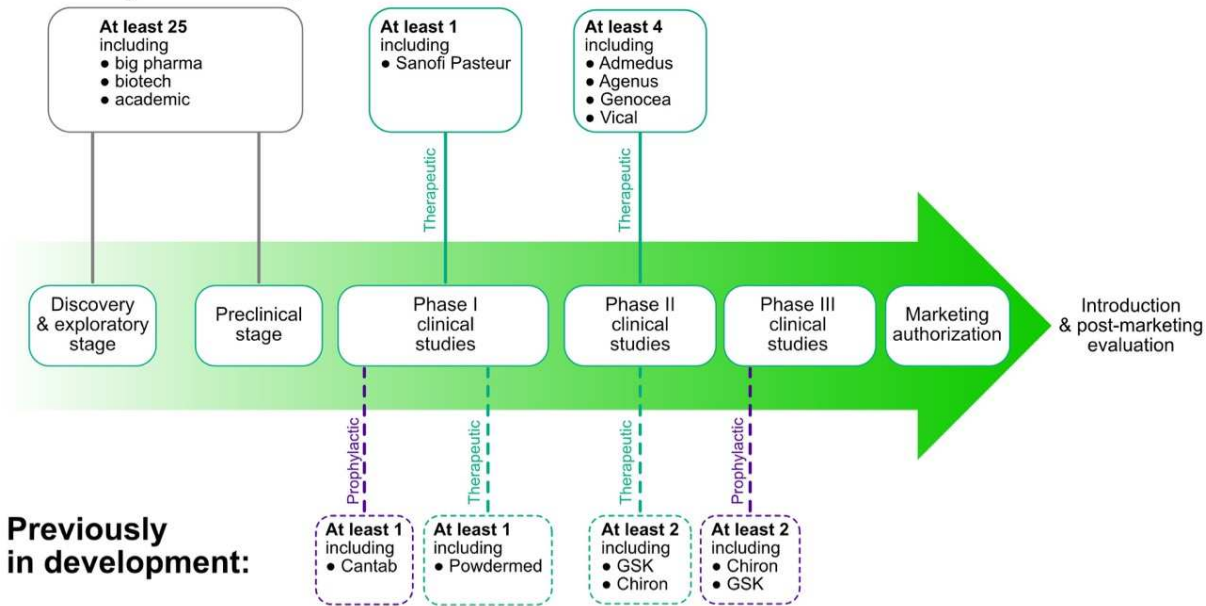 At least 25
including
● big pharma
● biotech
● academic
At least 1
including
● Sanofi Pasteur
At least 4
including
● Admedus
● Agenus
● Genocea
● Vical
Therapeutic
Therapeutic
Discovery
& exploratory
stage
Preclinical
stage
Phase I
clinical
studies
Phase II
clinical
studies
Phase III
clinical
studies
Marketing
authorization
Introduction
& post-marketing
evaluation
Prophylactic
Therapeutic
Therapeutic
Prophylactic
Previously
in development:
At least 1
including
● Cantab
At least 1
including
● Powdermed
At least 2
including
● GSK
● Chiron
At least 2
including
● Chiron
● GSK